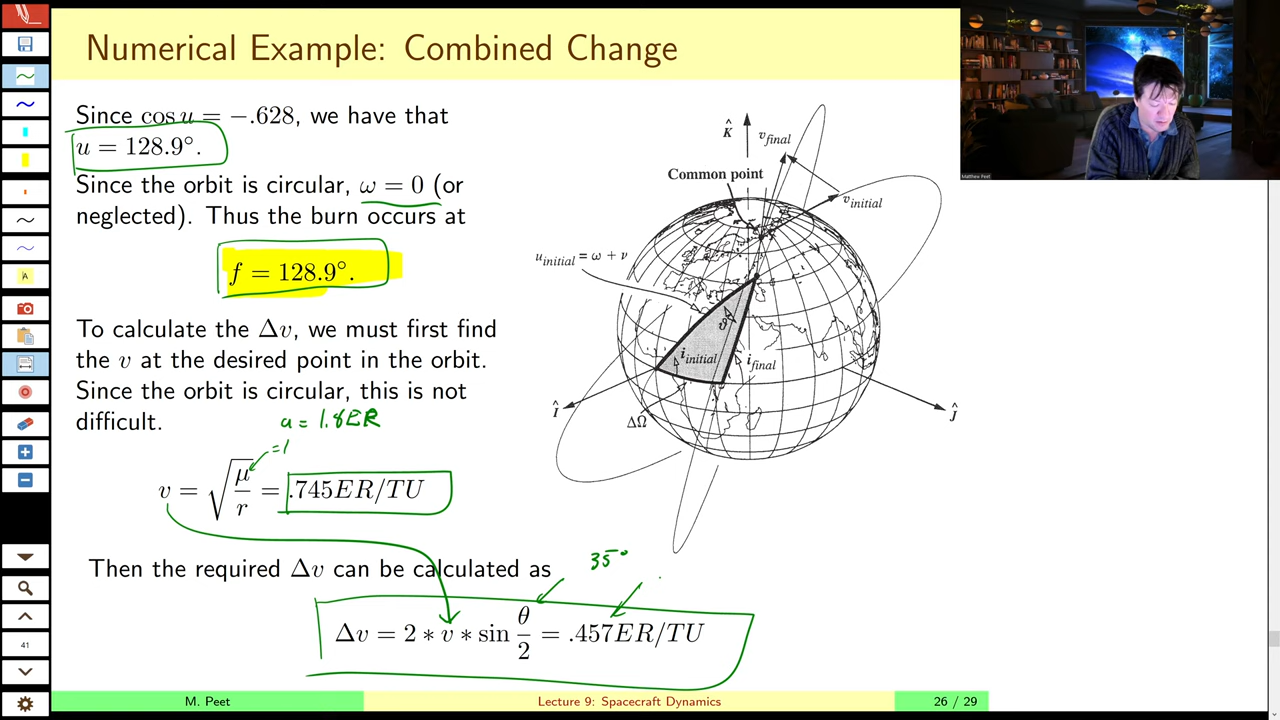 Numerical Example: Combined Change
Since cos u = −.628, we have that
u = 128.9°.
Since the orbit is circular, ω = 0 (or
neglected). Thus the burn occurs at
f = 128.9°.
To calculate the Δv, we must first find
the v at the desired point in the orbit.
Since the orbit is circular, this is not
difficult.
a = 1.8ER
=1
v = √(μ/r) = .745ER/TU
Then the required Δv can be calculated as
35°
Δv = 2 * v * sin θ/2 = .457ER/TU
K̂
v_final
Common point
v_initial
u_initial = ω + ν
ϑ
i_initial
i_final
Î
ΔΩ
Ĵ
M. Peet
Lecture 9: Spacecraft Dynamics
26 / 29
41
A
Matthew Peet